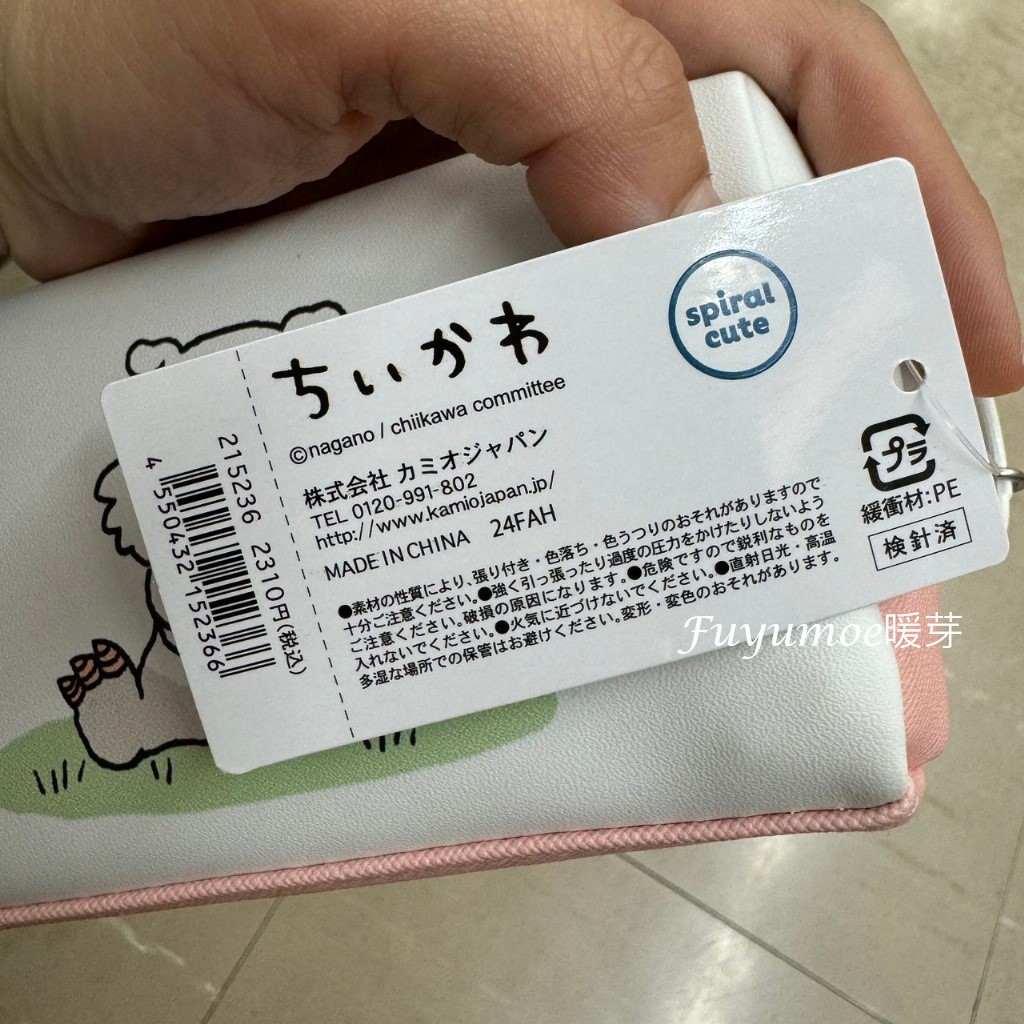 ちいかわ
©nagano / chiikawa committee
株式会社 カミオジャパン
TEL 0120-991-802
http://www.kamiojapan.jp/
MADE IN CHINA 24FAH
●素材の性質により、張り付き・色落ち・色うつりのおそれがありますので
十分ご注意ください。●強く引っ張ったり過度の圧力をかけたりしないよう
ご注意ください。破損の原因になります。●危険ですので鋭利なものを
入れないでください。●火気に近づけないでください。●直射日光・高温
多湿な場所での保管はお避けください。変形・変色のおそれがあります。
spiral
cute
プラ
緩衝材:PE
検針済
215236 2310円(税込)
4 550432 152366
Fuyumoe暖芽